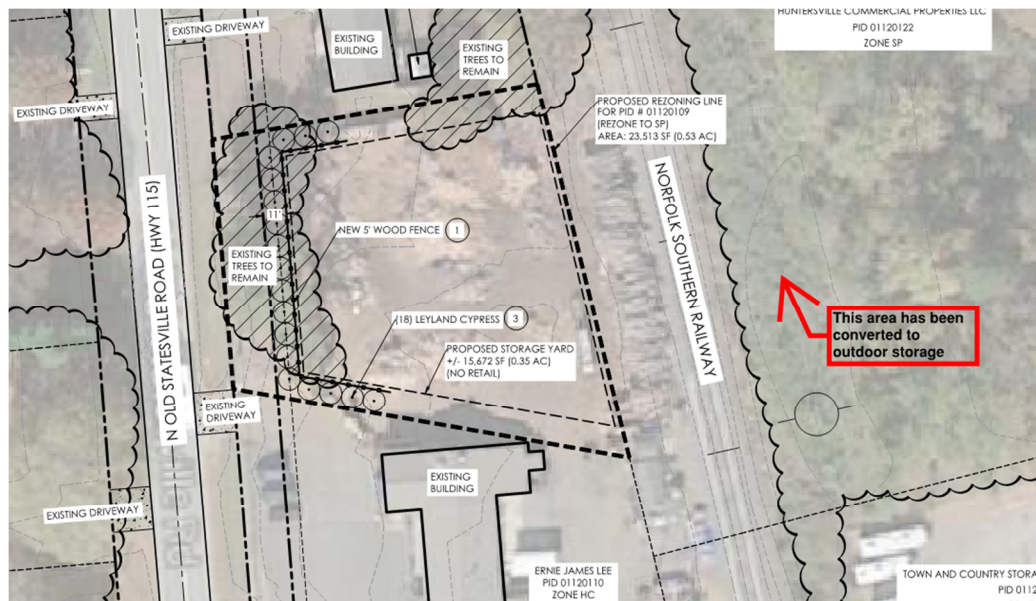 HUNTERSVILLE COMMERCIAL PROPERTIES LLC
PID 01120122
ZONE SP
EXISTING DRIVEWAY
EXISTING
BUILDING
EXISTING
TREES TO
REMAIN
EXISTING DRIVEWAY
PROPOSED REZONING LINE
FOR PID # 01120109
(REZONE TO SP)
AREA: 23,513 SF (0.53 AC)
N OLD STATESVILLE ROAD (HWY 115)
NORFOLK SOUTHERN RAILWAY
11'
NEW 5' WOOD FENCE 1
EXISTING
TREES TO
REMAIN
(18) LEYLAND CYPRESS 3
This area has been
converted to
outdoor storage
PROPOSED STORAGE YARD
+/- 15,672 SF (0.35 AC)
(NO RETAIL)
EXISTING
DRIVEWAY
EXISTING
BUILDING
EXISTING DRIVEWAY
ERNIE JAMES LEE
PID 01120110
ZONE HC
TOWN AND COUNTRY STORA
PID 0112